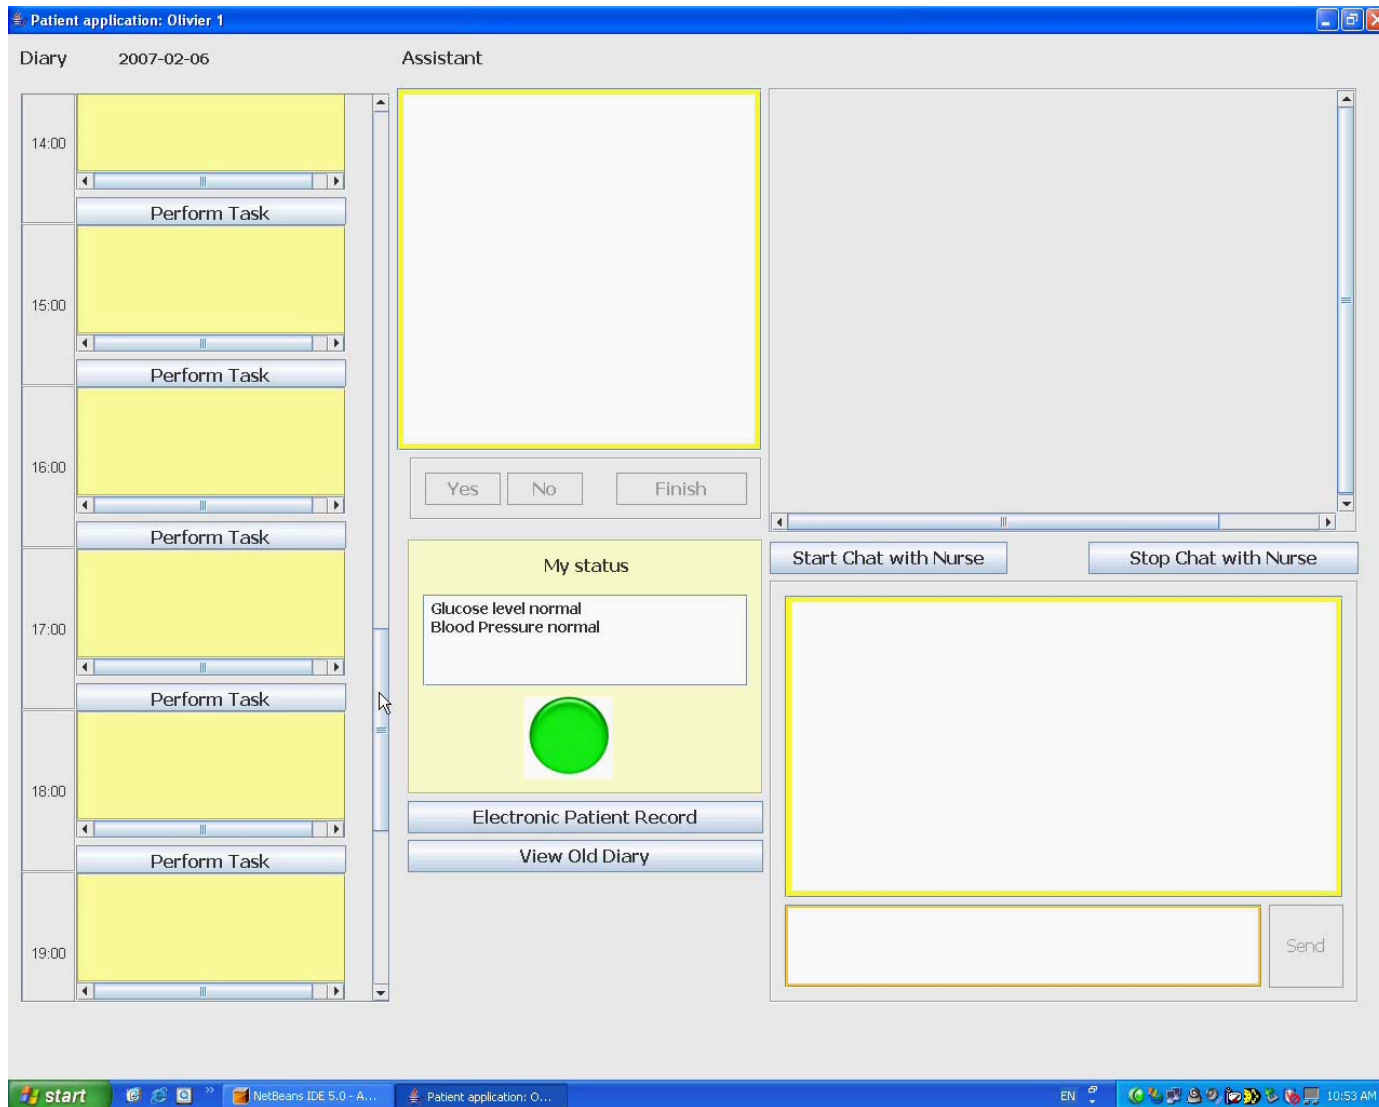 Patient application: Olivier 1
Diary 2007-02-06 Assistant
14:00
Perform Task
15:00
Perform Task
16:00
Perform Task
17:00
Perform Task
18:00
Perform Task
19:00
Yes No Finish
My status
Glucose level normal
Blood Pressure normal
Electronic Patient Record
View Old Diary
Start Chat with Nurse Stop Chat with Nurse
Send
start NetBeans IDE 5.0 - A... Patient application: O... EN 10:53 AM